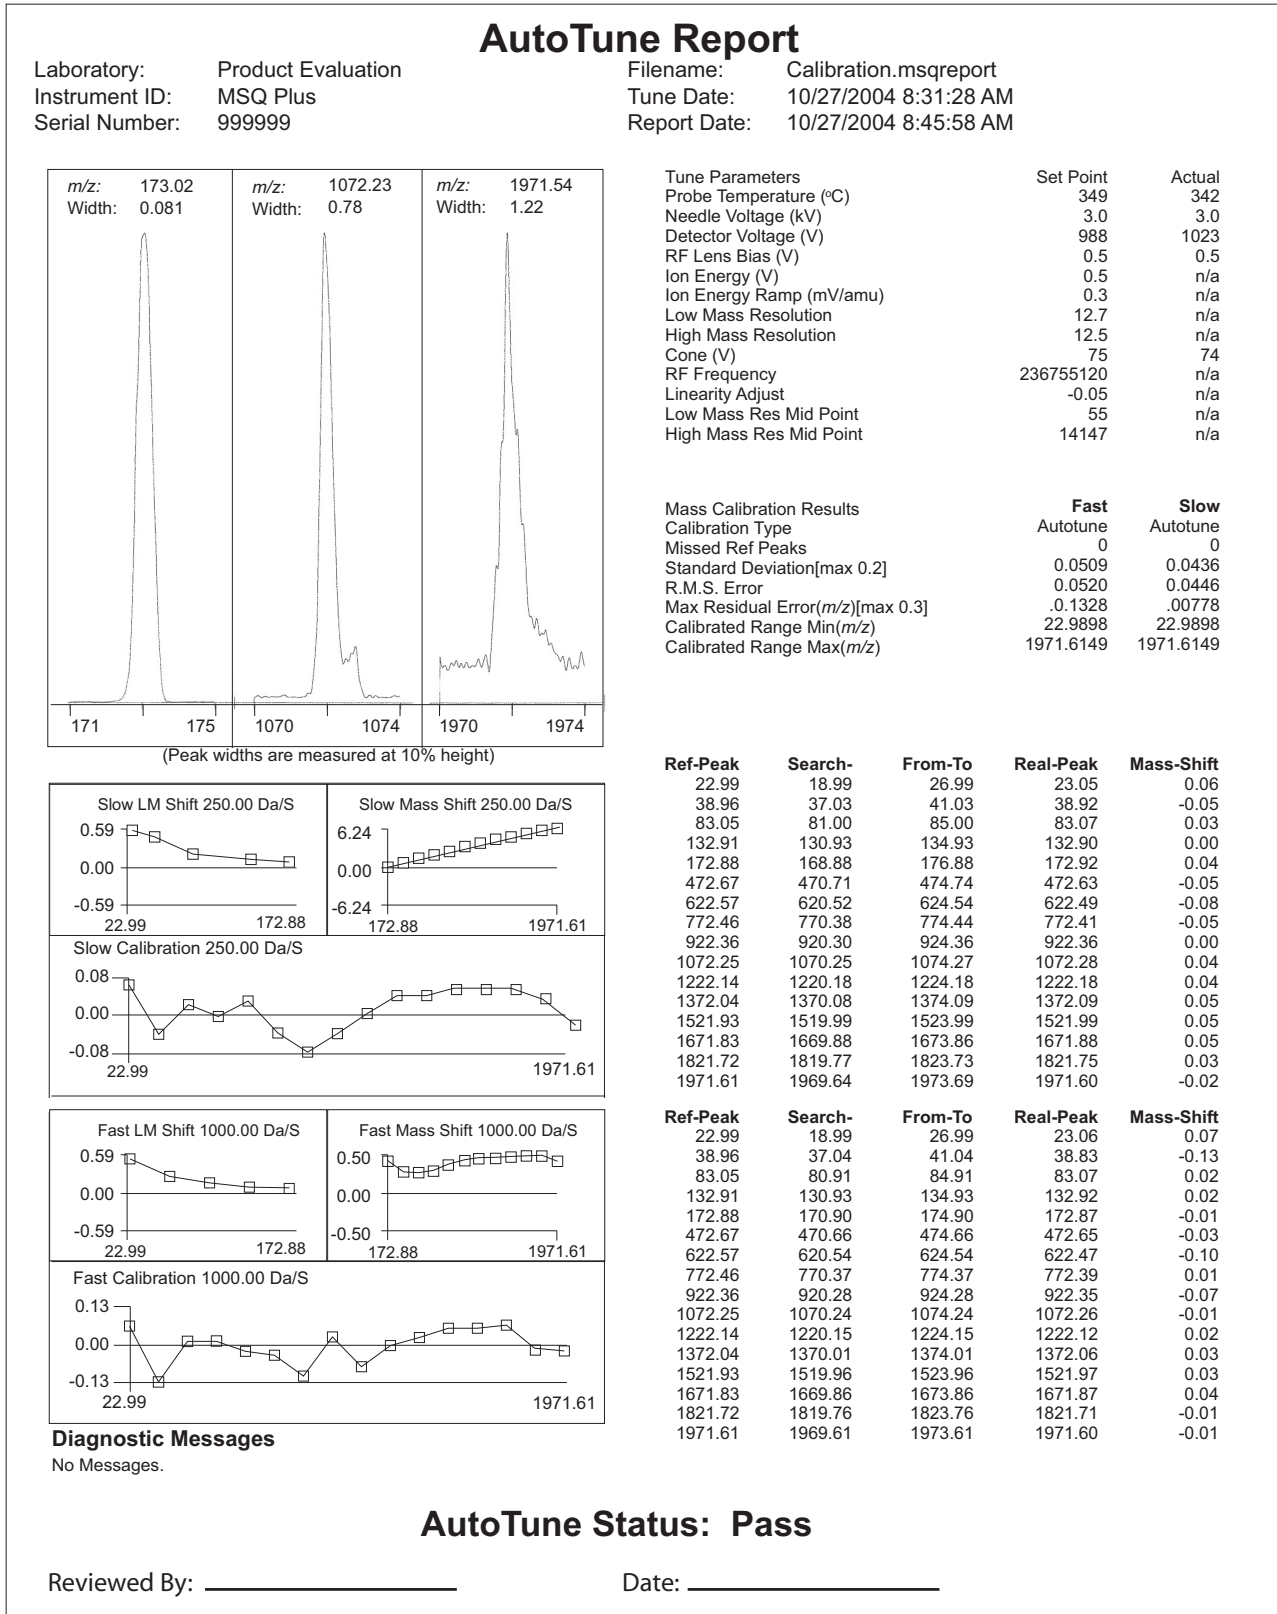 AutoTune Report
Laboratory: Product Evaluation
Instrument ID: MSQ Plus
Serial Number: 999999
Filename: Calibration.msqreport
Tune Date: 10/27/2004 8:31:28 AM
Report Date: 10/27/2004 8:45:58 AM
m/z: 173.02
Width: 0.081
171 175
m/z: 1072.23
Width: 0.78
1070 1074
m/z: 1971.54
Width: 1.22
1970 1974
(Peak widths are measured at 10% height)
Tune Parameters Set Point Actual
Probe Temperature (°C) 349 342
Needle Voltage (kV) 3.0 3.0
Detector Voltage (V) 988 1023
RF Lens Bias (V) 0.5 0.5
Ion Energy (V) 0.5 n/a
Ion Energy Ramp (mV/amu) 0.3 n/a
Low Mass Resolution 12.7 n/a
High Mass Resolution 12.5 n/a
Cone (V) 75 74
RF Frequency 236755120 n/a
Linearity Adjust -0.05 n/a
Low Mass Res Mid Point 55 n/a
High Mass Res Mid Point 14147 n/a
Mass Calibration Results Fast Slow
Calibration Type Autotune Autotune
Missed Ref Peaks 0 0
Standard Deviation[max 0.2] 0.0509 0.0436
R.M.S. Error 0.0520 0.0446
Max Residual Error(m/z)[max 0.3] .0.1328 .00778
Calibrated Range Min(m/z) 22.9898 22.9898
Calibrated Range Max(m/z) 1971.6149 1971.6149
Slow LM Shift 250.00 Da/S
0.59
0.00
-0.59
22.99 172.88
Slow Mass Shift 250.00 Da/S
6.24
0.00
-6.24
172.88 1971.61
Slow Calibration 250.00 Da/S
0.08
0.00
-0.08
22.99 1971.61
Ref-Peak Search- From-To Real-Peak Mass-Shift
22.99 18.99 26.99 23.05 0.06
38.96 37.03 41.03 38.92 -0.05
83.05 81.00 85.00 83.07 0.03
132.91 130.93 134.93 132.90 0.00
172.88 168.88 176.88 172.92 0.04
472.67 470.71 474.74 472.63 -0.05
622.57 620.52 624.54 622.49 -0.08
772.46 770.38 774.44 772.41 -0.05
922.36 920.30 924.36 922.36 0.00
1072.25 1070.25 1074.27 1072.28 0.04
1222.14 1220.18 1224.18 1222.18 0.04
1372.04 1370.08 1374.09 1372.09 0.05
1521.93 1519.99 1523.99 1521.99 0.05
1671.83 1669.88 1673.86 1671.88 0.05
1821.72 1819.77 1823.73 1821.75 0.03
1971.61 1969.64 1973.69 1971.60 -0.02
Fast LM Shift 1000.00 Da/S
0.59
0.00
-0.59
22.99 172.88
Fast Mass Shift 1000.00 Da/S
0.50
0.00
-0.50
172.88 1971.61
Fast Calibration 1000.00 Da/S
0.13
0.00
-0.13
22.99 1971.61
Ref-Peak Search- From-To Real-Peak Mass-Shift
22.99 18.99 26.99 23.06 0.07
38.96 37.04 41.04 38.83 -0.13
83.05 80.91 84.91 83.07 0.02
132.91 130.93 134.93 132.92 0.02
172.88 170.90 174.90 172.87 -0.01
472.67 470.66 474.66 472.65 -0.03
622.57 620.54 624.54 622.47 -0.10
772.46 770.37 774.37 772.39 0.01
922.36 920.28 924.28 922.35 -0.07
1072.25 1070.24 1074.24 1072.26 -0.01
1222.14 1220.15 1224.15 1222.12 0.02
1372.04 1370.01 1374.01 1372.06 0.03
1521.93 1519.96 1523.96 1521.97 0.03
1671.83 1669.86 1673.86 1671.87 0.04
1821.72 1819.76 1823.76 1821.71 -0.01
1971.61 1969.61 1973.61 1971.60 -0.01
Diagnostic Messages
No Messages.
AutoTune Status: Pass
Reviewed By:
Date: